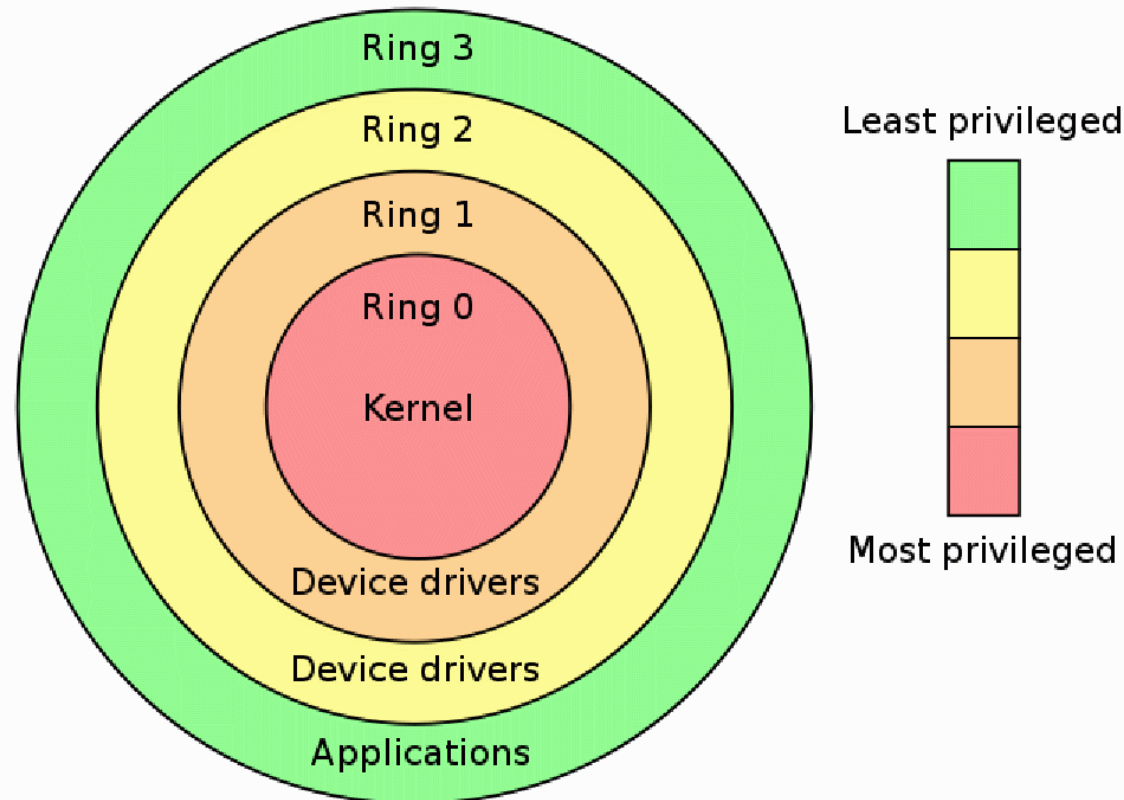 Ring 3
Ring 2
Ring 1
Ring 0
Kernel
Device drivers
Device drivers
Applications
Least privileged
Most privileged